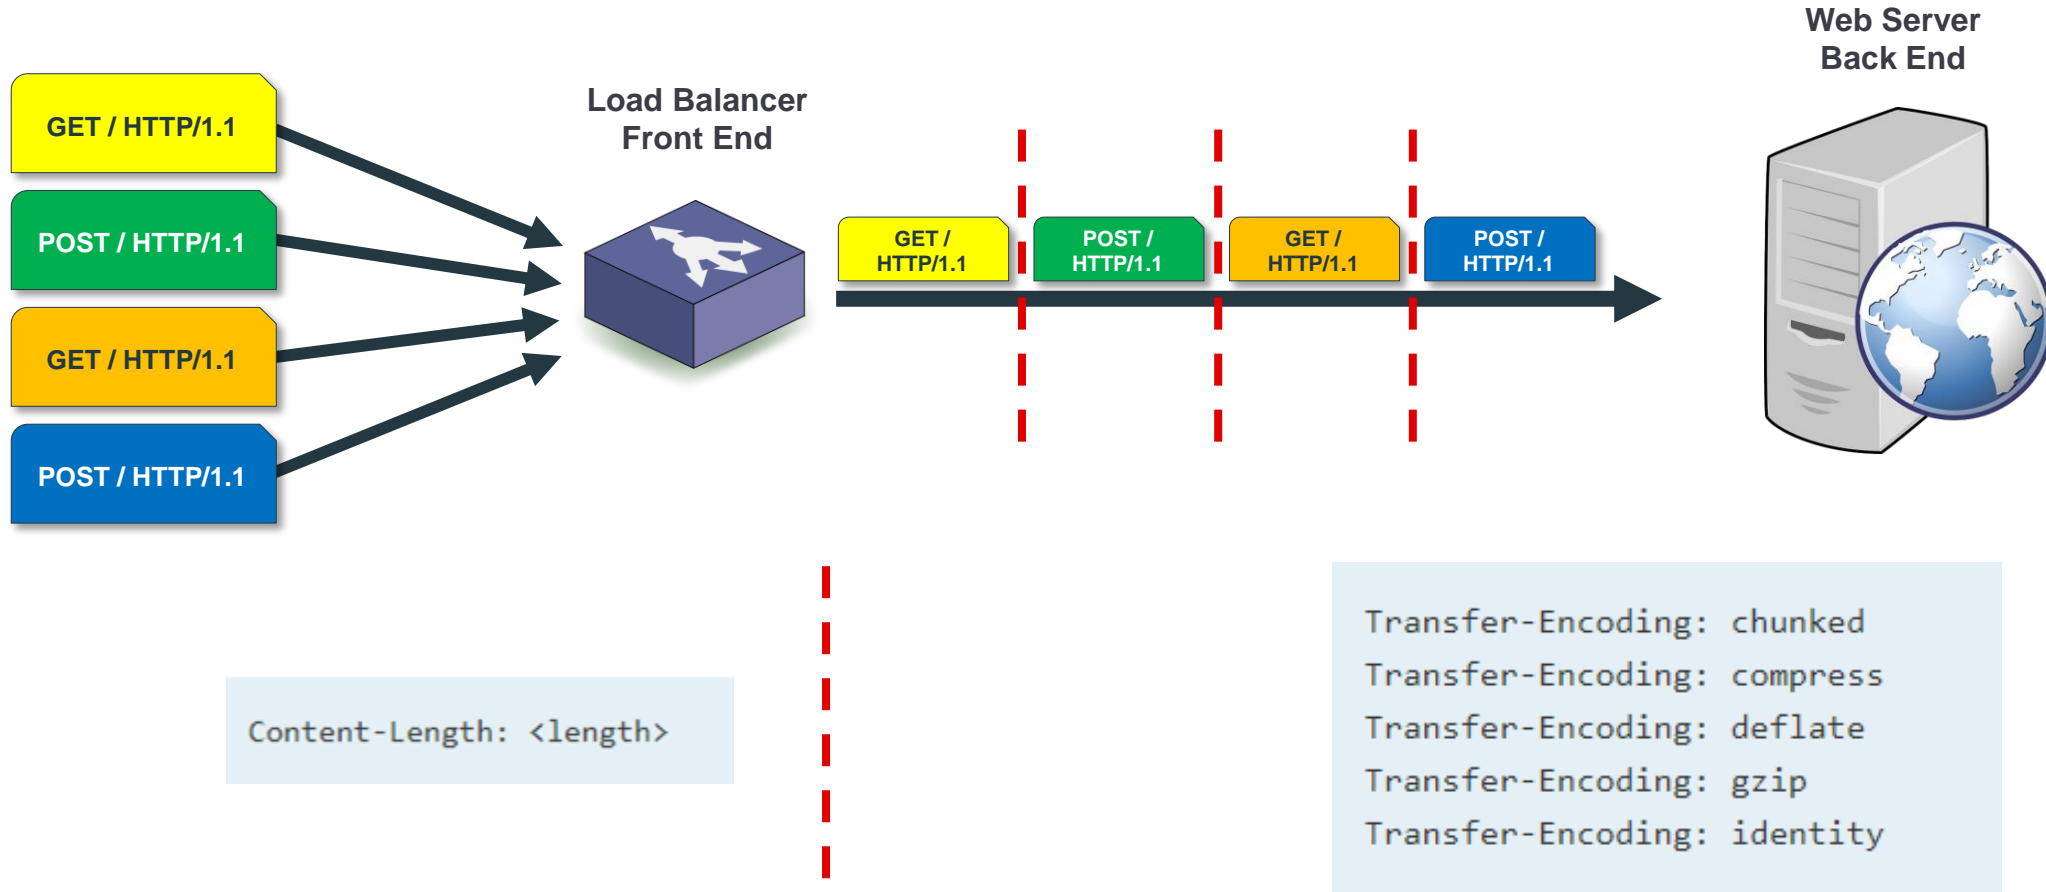 Web Server
Back End
Load Balancer
Front End
GET / HTTP/1.1
POST / HTTP/1.1
GET / HTTP/1.1
POST / HTTP/1.1
GET /
HTTP/1.1
POST /
HTTP/1.1
GET /
HTTP/1.1
POST /
HTTP/1.1
Content-Length: <length>
Transfer-Encoding: chunked
Transfer-Encoding: compress
Transfer-Encoding: deflate
Transfer-Encoding: gzip
Transfer-Encoding: identity